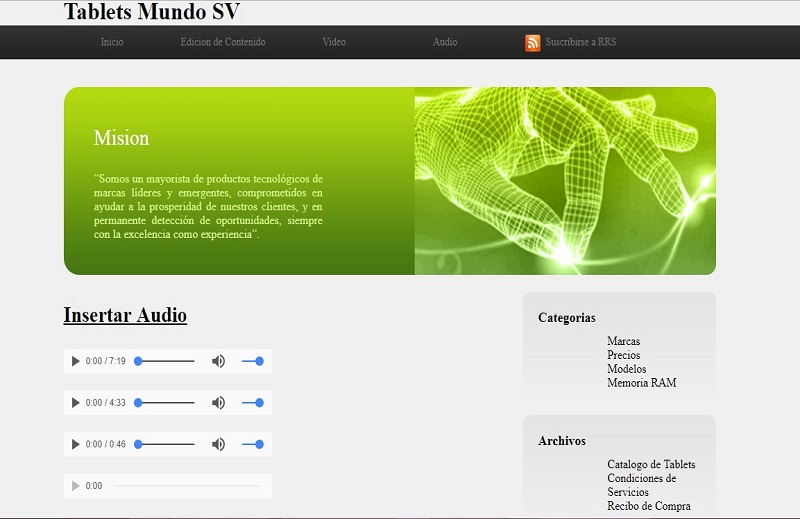 Tablets Mundo SV
Inicio Edicion de Contenido Video Audio Suscribirse a RRS
Mision
"Somos un mayorista de productos tecnológicos de
marcas líderes y emergentes, comprometidos en
ayudar a la prosperidad de nuestros clientes, y en
permanente detección de oportunidades, siempre
con la excelencia como experiencia".
Insertar Audio
0:00 / 7:19
0:00 / 4:33
0:00 / 0:46
0:00
Categorias
Marcas
Precios
Modelos
Memoria RAM
Archivos
Catalogo de Tablets
Condiciones de
Servicios
Recibo de Compra